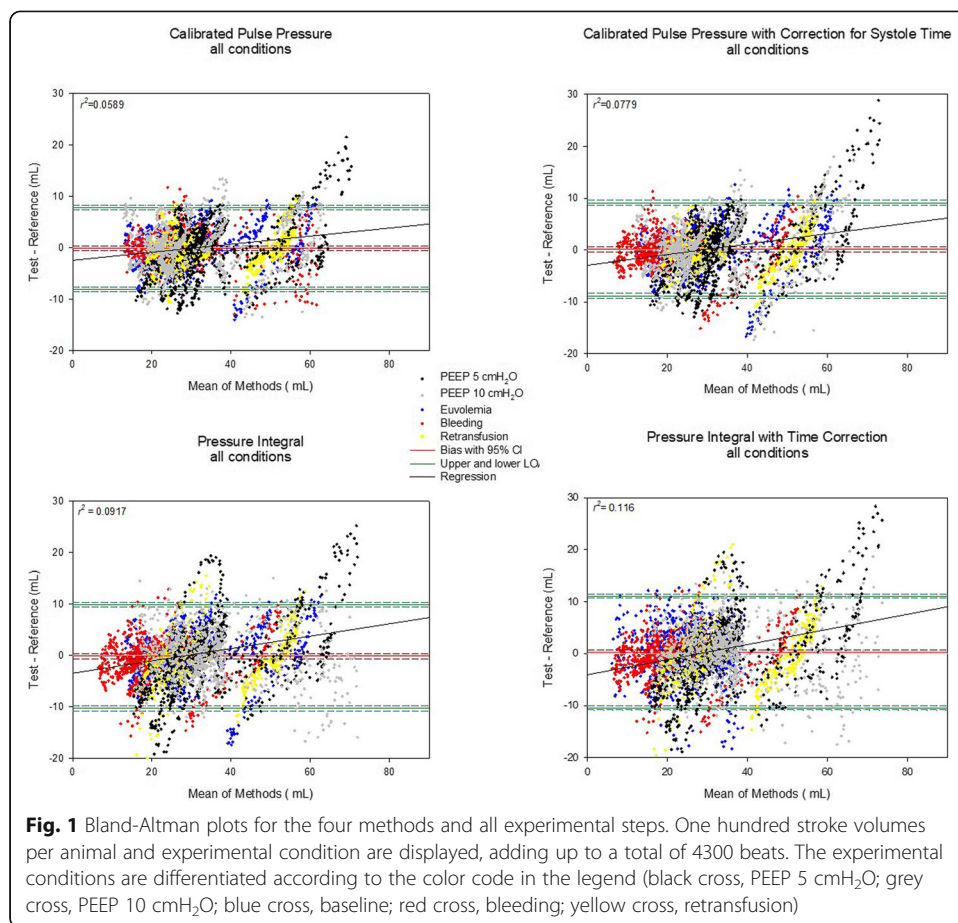 Calibrated Pulse Pressure
all conditions
r²=0.0589
Test - Reference (mL)
30
20
10
0
-10
-20
0
20
40
60
80
Mean of Methods ( mL)
Calibrated Pulse Pressure with Correction for Systole Time
all conditions
r²=0.0779
Test - Reference (mL)
30
20
10
0
-10
-20
0
20
40
60
80
Mean of Methods ( mL)
PEEP 5 cmH₂O
PEEP 10 cmH₂O
Euvolemia
Bleeding
Retransfusion
Bias with 95% CI
Upper and lower LO
Regression
Pressure Integral
all conditions
r² = 0.0917
Test - Reference (mL)
30
20
10
0
-10
-20
0
20
40
60
80
Mean of Methods ( mL)
Pressure Integral with Time Correction
all conditions
r²= 0.116
Test - Reference (mL)
30
20
10
0
-10
-20
0
20
40
60
80
Mean of Methods ( mL)
Fig. 1 Bland-Altman plots for the four methods and all experimental steps. One hundred stroke volumes
per animal and experimental condition are displayed, adding up to a total of 4300 beats. The experimental
conditions are differentiated according to the color code in the legend (black cross, PEEP 5 cmH₂O; grey
cross, PEEP 10 cmH₂O; blue cross, baseline; red cross, bleeding; yellow cross, retransfusion)